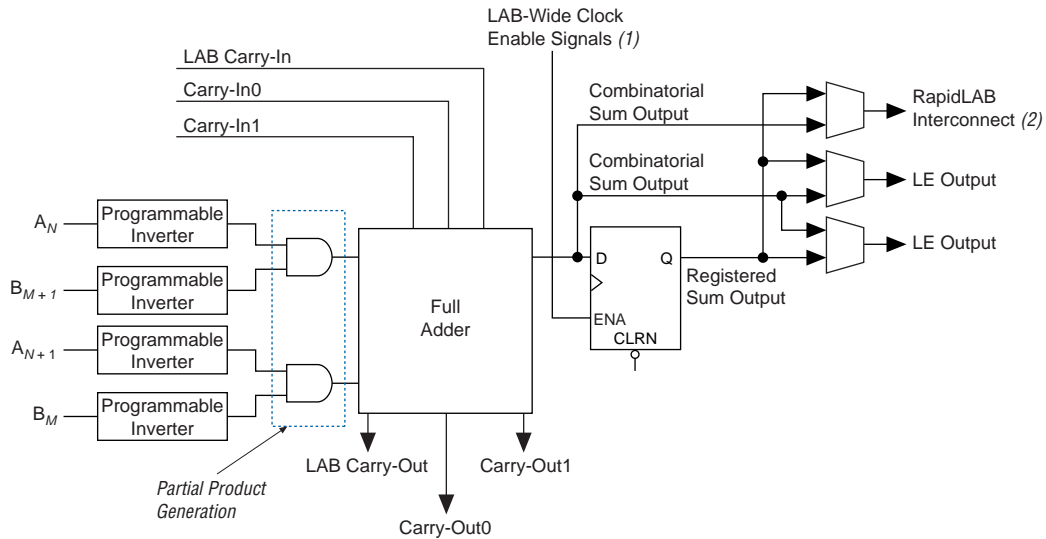 LAB-Wide Clock
Enable Signals (1)
LAB Carry-In
Carry-In0
Carry-In1
Combinatorial
Sum Output
RapidLAB
Interconnect (2)
Combinatorial
Sum Output
LE Output
LE Output
A_N
Programmable
Inverter
B_{M + 1}
Programmable
Inverter
A_{N + 1}
Programmable
Inverter
B_M
Programmable
Inverter
Full
Adder
D
Q
ENA
CLRN
Registered
Sum Output
LAB Carry-Out
Carry-Out1
Carry-Out0
Partial Product
Generation